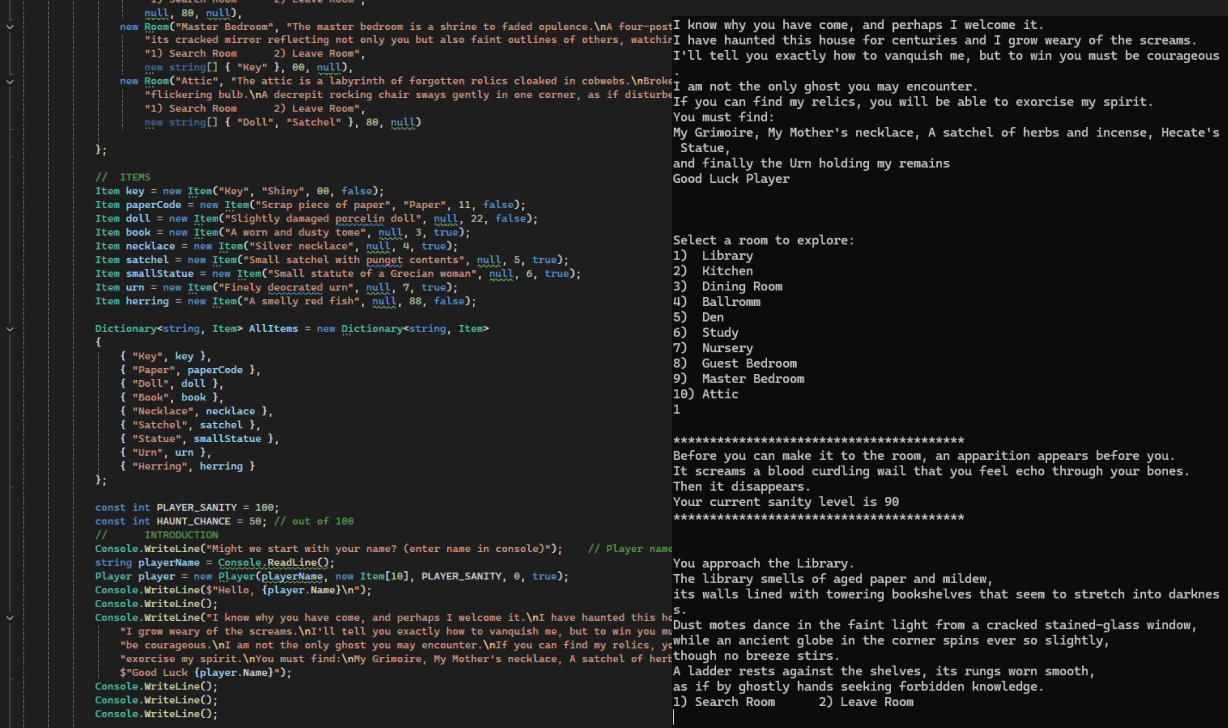 null, 80, null),
new Room("Master Bedroom", "The master bedroom is a shrine to faded opulence.\nA four-post
"its cracked mirror reflecting not only you but also faint outlines of others, watchin
"1) Search Room      2) Leave Room",
new string[] { "Key" }, 00, null),
new Room("Attic", "The attic is a labyrinth of forgotten relics cloaked in cobwebs.\nBroke
"flickering bulb.\nA decrepit rocking chair sways gently in one corner, as if disturbe
"1) Search Room      2) Leave Room",
new string[] { "Doll", "Satchel" }, 80, null)
};
//  ITEMS
Item key = new Item("Key", "Shiny", 00, false);
Item paperCode = new Item("Scrap piece of paper", "Paper", 11, false);
Item doll = new Item("Slightly damaged porcelin doll", null, 22, false);
Item book = new Item("A worn and dusty tome", null, 3, true);
Item necklace = new Item("Silver necklace", null, 4, true);
Item satchel = new Item("Small satchel with punget contents", null, 5, true);
Item smallStatue = new Item("Small statute of a Grecian woman", null, 6, true);
Item urn = new Item("Finely deocrated urn", null, 7, true);
Item herring = new Item("A smelly red fish", null, 88, false);
Dictionary<string, Item> AllItems = new Dictionary<string, Item>
{
{ "Key", key },
{ "Paper", paperCode },
{ "Doll", doll },
{ "Book", book },
{ "Necklace", necklace },
{ "Satchel", satchel },
{ "Statue", smallStatue },
{ "Urn", urn },
{ "Herring", herring }
};
const int PLAYER_SANITY = 100;
const int HAUNT_CHANCE = 50; // out of 100
//      INTRODUCTION
Console.WriteLine("Might we start with your name? (enter name in console)");    // Player name
string playerName = Console.ReadLine();
Player player = new Player(playerName, new Item[10], PLAYER_SANITY, 0, true);
Console.WriteLine($"Hello, {player.Name}\n");
Console.WriteLine();
Console.WriteLine("I know why you have come, and perhaps I welcome it.\nI have haunted this ho
"I grow weary of the screams.\nI'll tell you exactly how to vanquish me, but to win you mu
"be courageous.\nI am not the only ghost you may encounter.\nIf you can find my relics, yo
"exorcise my spirit.\nYou must find:\nMy Grimoire, My Mother's necklace, A satchel of herb
$"Good Luck {player.Name}");
Console.WriteLine();
Console.WriteLine();
Console.WriteLine();
I know why you have come, and perhaps I welcome it.
I have haunted this house for centuries and I grow weary of the screams.
I'll tell you exactly how to vanquish me, but to win you must be courageous
.
I am not the only ghost you may encounter.
If you can find my relics, you will be able to exorcise my spirit.
You must find:
My Grimoire, My Mother's necklace, A satchel of herbs and incense, Hecate's
Statue,
and finally the Urn holding my remains
Good Luck Player
Select a room to explore:
1)  Library
2)  Kitchen
3)  Dining Room
4)  Ballromm
5)  Den
6)  Study
7)  Nursery
8)  Guest Bedroom
9)  Master Bedroom
10) Attic
1
****************************************
Before you can make it to the room, an apparition appears before you.
It screams a blood curdling wail that you feel echo through your bones.
Then it disappears.
Your current sanity level is 90
****************************************
You approach the Library.
The library smells of aged paper and mildew,
its walls lined with towering bookshelves that seem to stretch into darknes
s.
Dust motes dance in the faint light from a cracked stained-glass window,
while an ancient globe in the corner spins ever so slightly,
though no breeze stirs.
A ladder rests against the shelves, its rungs worn smooth,
as if by ghostly hands seeking forbidden knowledge.
1) Search Room      2) Leave Room